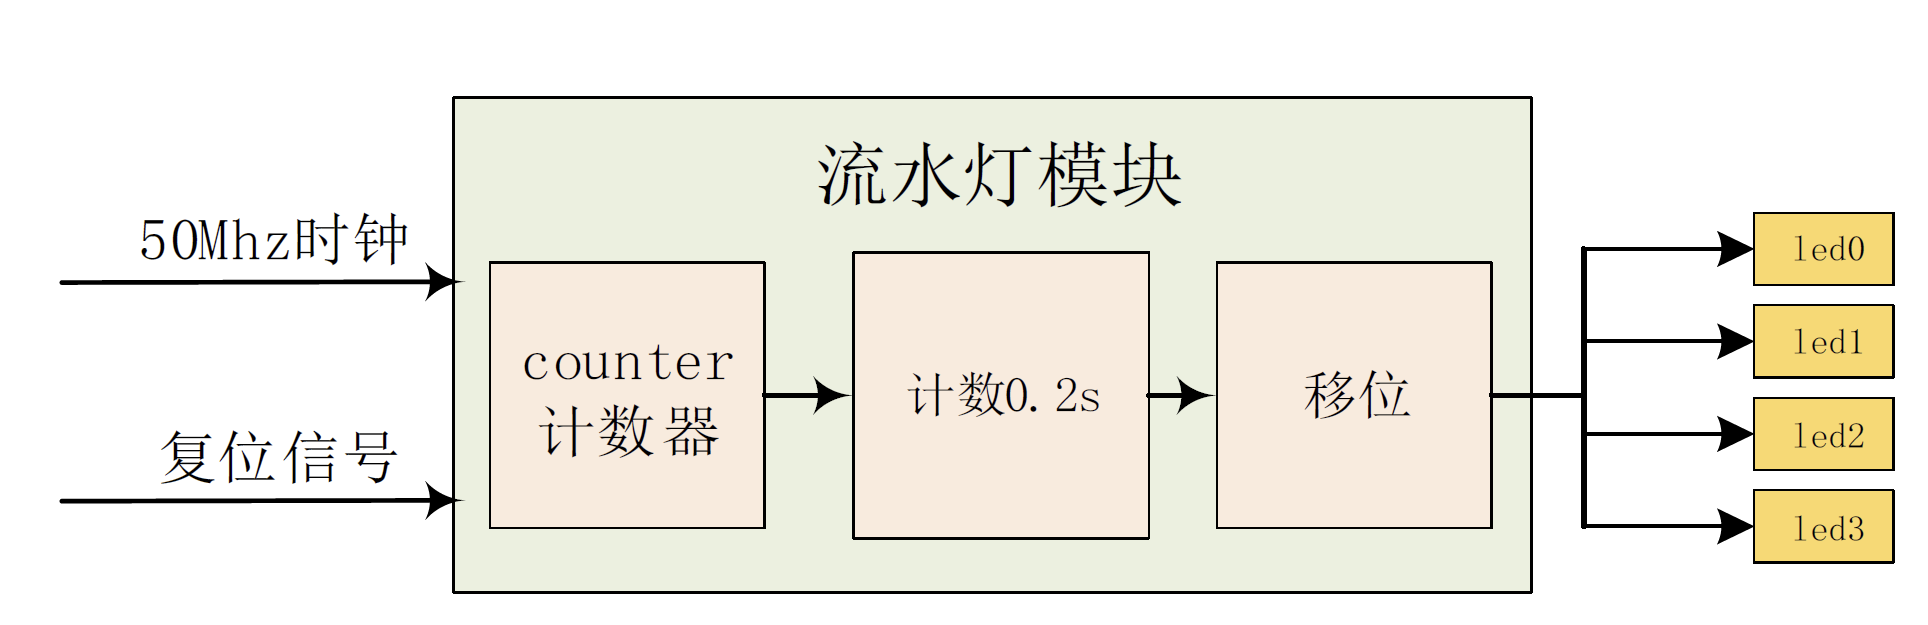 流水灯模块
50Mhz时钟
复位信号
counter
计数器
计数0.2s
移位
led0
led1
led2
led3